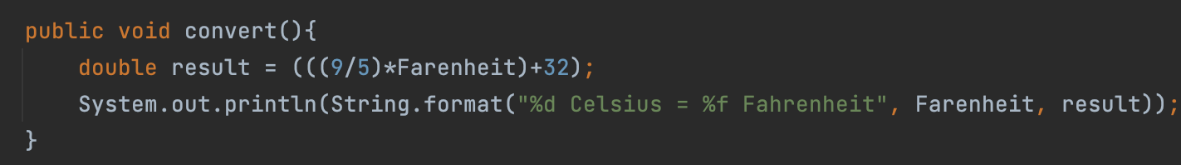 public void convert(){
double result = (((9/5)*Farenheit)+32);
System.out.println(String.format("%d Celsius = %f Fahrenheit", Farenheit, result));
}